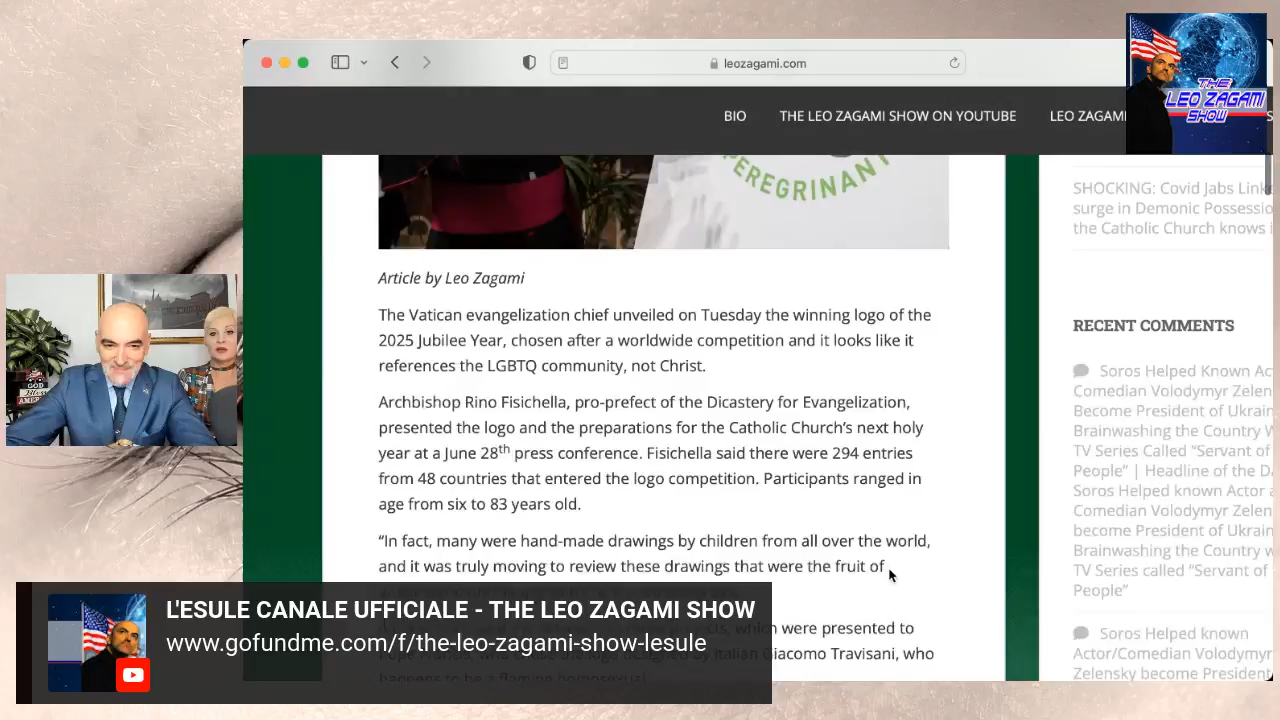 leozagami.com
BIO
THE LEO ZAGAMI SHOW ON YOUTUBE
LEO ZAGAMI
THE
LEO ZAGAMI
SHOW
PEREGRINANT
Article by Leo Zagami
The Vatican evangelization chief unveiled on Tuesday the winning logo of the
2025 Jubilee Year, chosen after a worldwide competition and it looks like it
references the LGBTQ community, not Christ.
Archbishop Rino Fisichella, pro-prefect of the Dicastery for Evangelization,
presented the logo and the preparations for the Catholic Church's next holy
year at a June 28th press conference. Fisichella said there were 294 entries
from 48 countries that entered the logo competition. Participants ranged in
age from six to 83 years old.
“In fact, many were hand-made drawings by children from all over the world,
and it was truly moving to review these drawings that were the fruit of
which were presented to
Italian Giacomo Travisani, who
SHOCKING: Covid Jabs Link
surge in Demonic Possessio
the Catholic Church knows i
RECENT COMMENTS
Soros Helped Known Ac
Comedian Volodymyr Zelen
Become President of Ukrain
Brainwashing the Country W
TV Series Called “Servant of
People” | Headline of the Da
Soros Helped known Actor a
Comedian Volodymyr Zelen
become President of Ukrain
Brainwashing the Country w
TV Series called “Servant of
People”
Soros Helped known
Actor/Comedian Volodymyr
Zelensky become President
GOD
Bless
AMERICA
L'ESULE CANALE UFFICIALE - THE LEO ZAGAMI SHOW
www.gofundme.com/f/the-leo-zagami-show-lesule